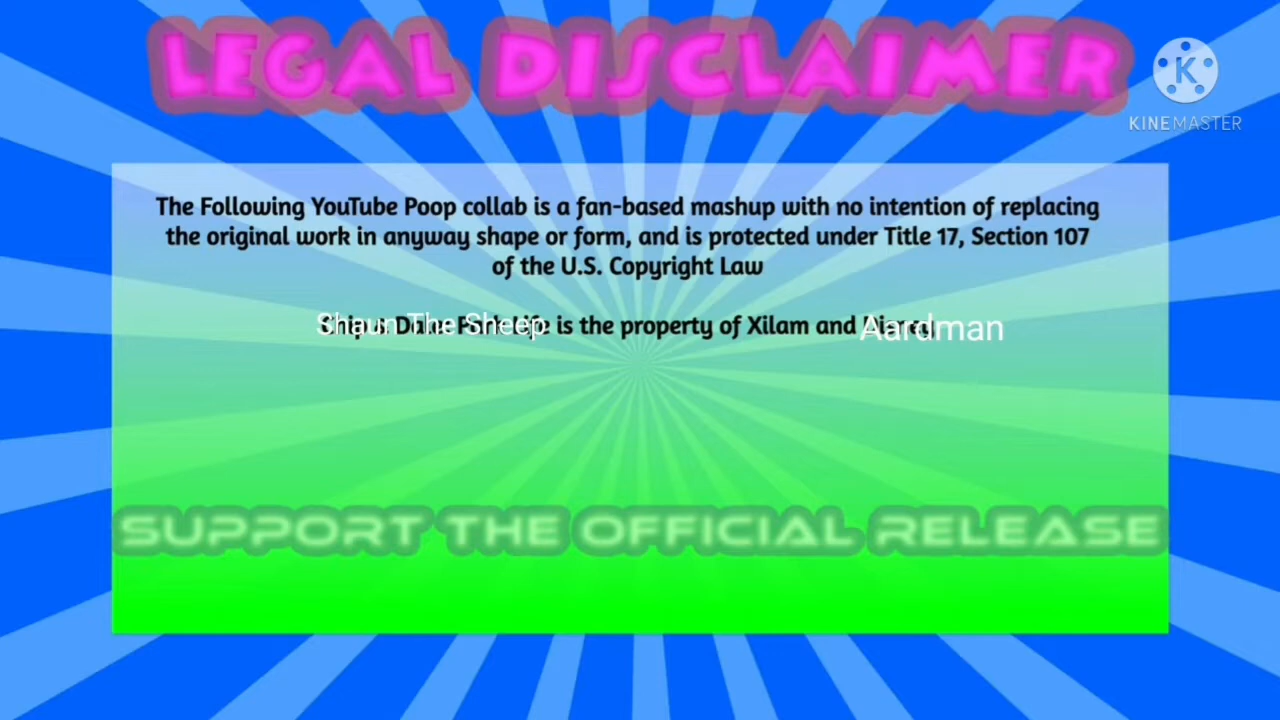 LEGAL DISCLAIMER
KINEMASTER
The Following YouTube Poop collab is a fan-based mashup with no intention of replacing
the original work in anyway shape or form, and is protected under Title 17, Section 107
of the U.S. Copyright Law
Shaun The Sheep is the property of Xilam and Aardman
SUPPORT THE OFFICIAL RELEASE